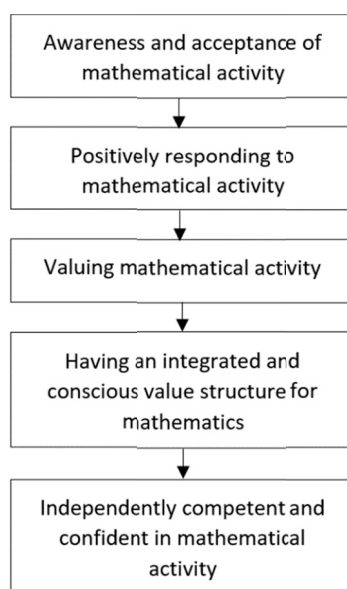 Awareness and acceptance of
mathematical activity
Positively responding to
mathematical activity
Valuing mathematical activity
Having an integrated and
conscious value structure for
mathematics
Independently competent and
confident in mathematical
activity